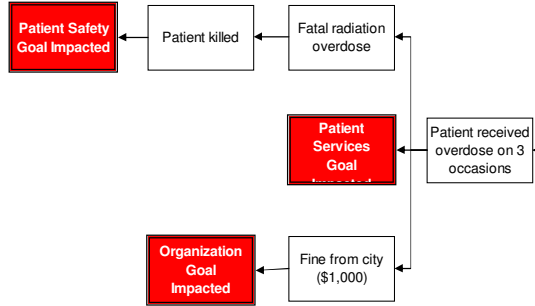 Patient Safety
Goal Impacted
Patient killed
Fatal radiation
overdose
Patient
Services
Goal
Impacted
Patient received
overdose on 3
occasions
Organization
Goal
Impacted
Fine from city
($1,000)